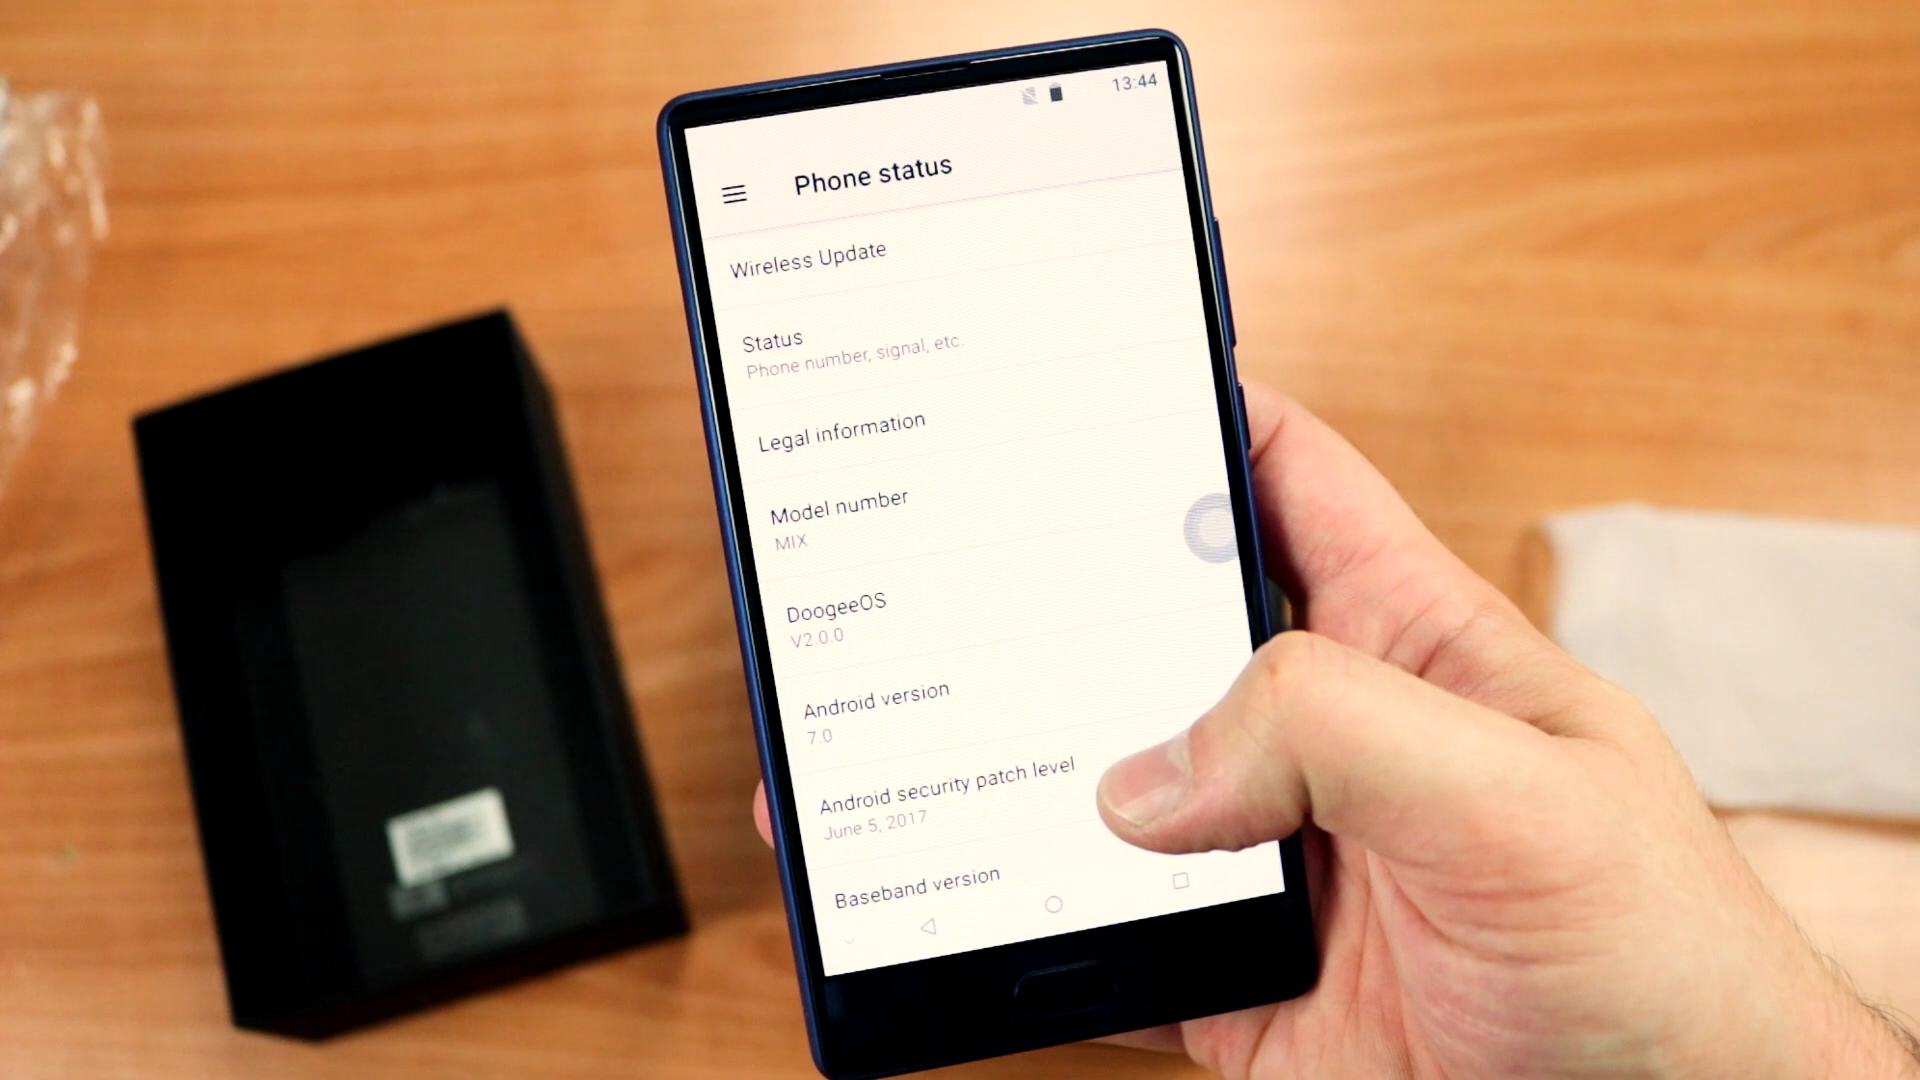 13:44
Phone status
Wireless Update
Status
Phone number, signal, etc.
Legal information
Model number
MIX
DoogeeOS
V2.0.0
Android version
7.0
Android security patch level
June 5, 2017
Baseband version